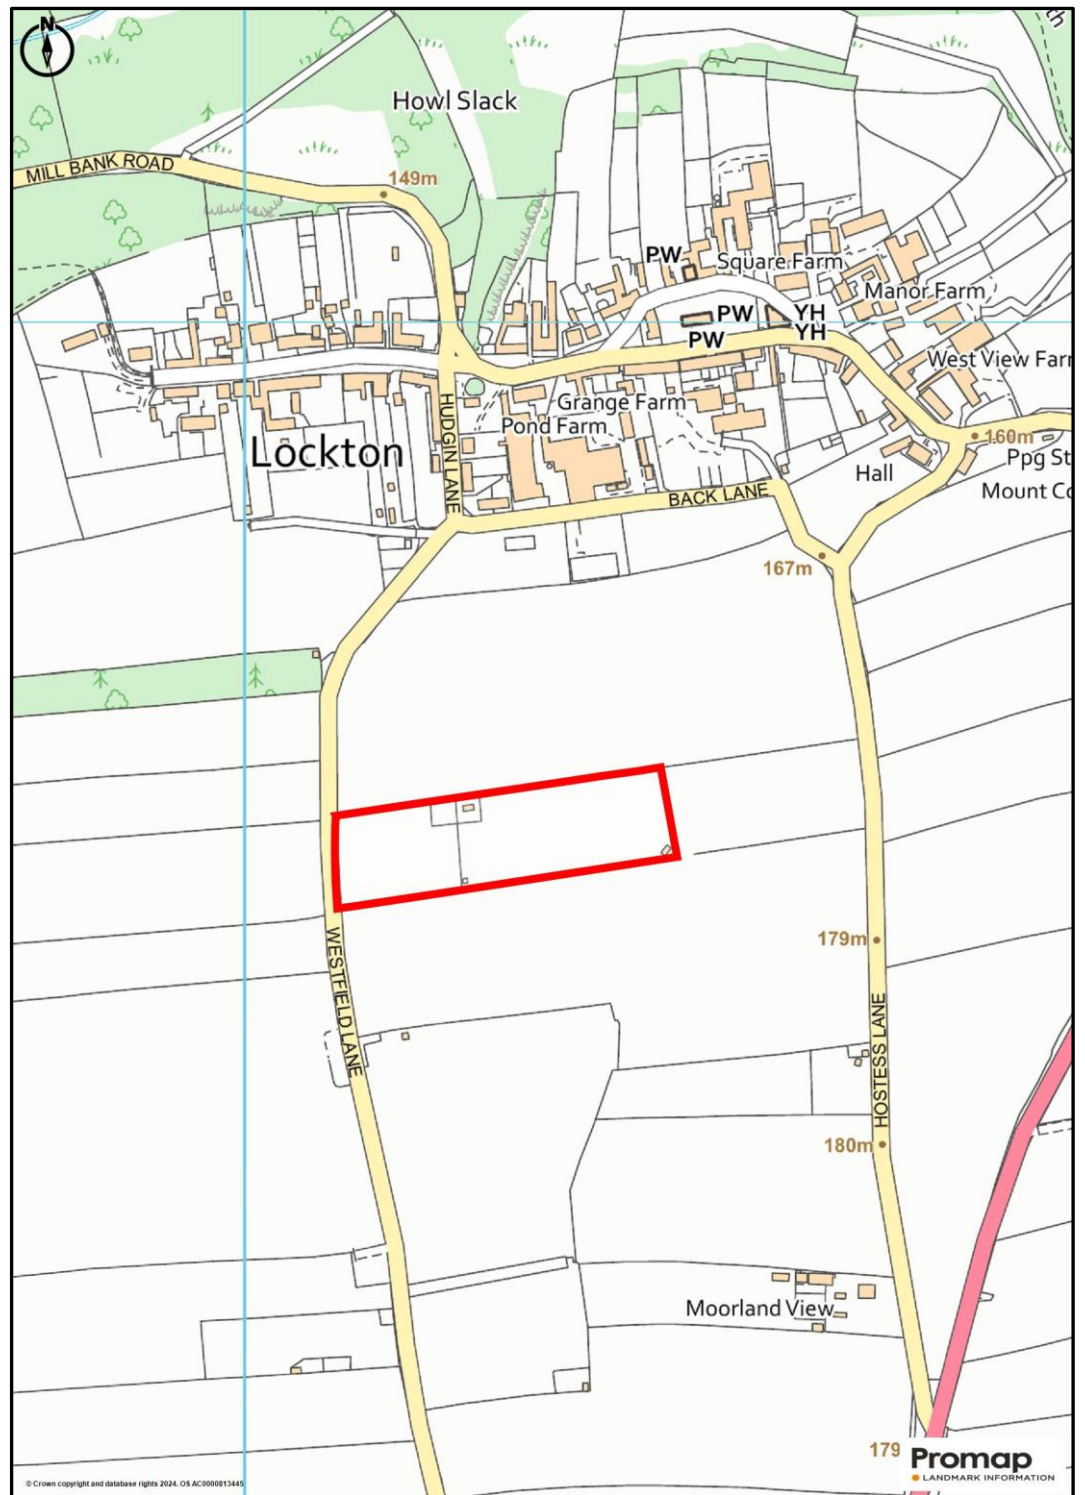 N
Howl Slack
MILL BANK ROAD
149m
PW
Square Farm
Manor Farm
PW
YH
PW
YH
West View Farm
Grange Farm
HUDGIN LANE
Pond Farm
Lockton
160m
Ppg St
Hall
Mount Co
BACK LANE
167m
WESTFIELD LANE
179m
HOSTESS LANE
180m
Moorland View
179
Promap
LANDMARK INFORMATION
© Crown copyright and database rights 2024. OS AC0000813445